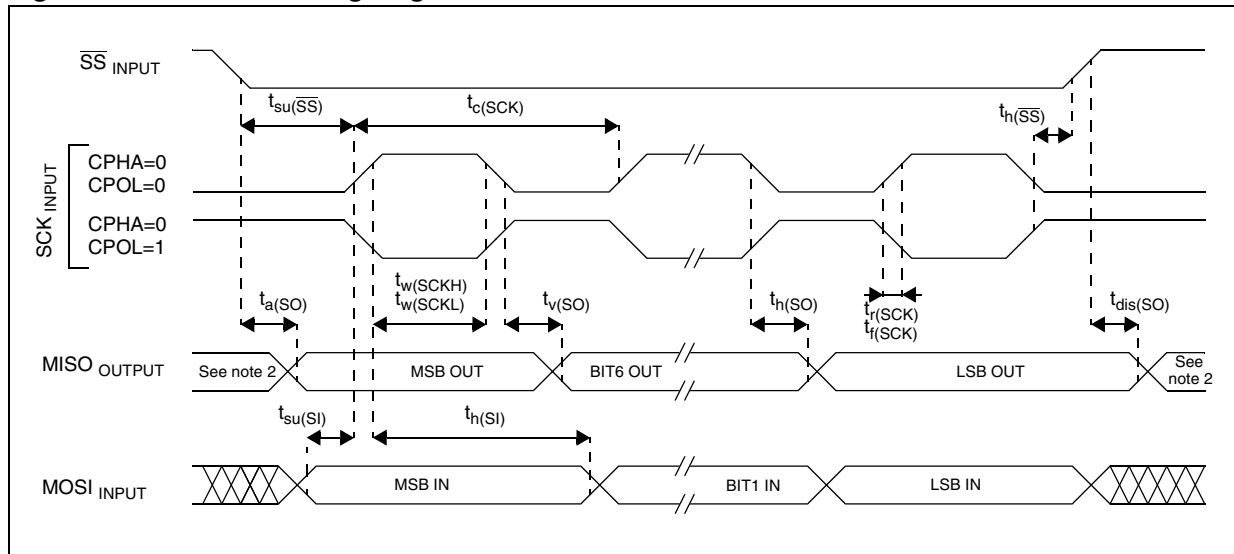 SS INPUT
tsu(SS)
tc(SCK)
th(SS)
SCK INPUT
CPHA=0
CPOL=0
CPHA=0
CPOL=1
ta(SO)
tw(SCKH)
tw(SCKL)
tv(SO)
th(SO)
tr(SCK)
tf(SCK)
tdis(SO)
MISO OUTPUT
See note 2
MSB OUT
BIT6 OUT
LSB OUT
See
note 2
tsu(SI)
th(SI)
MOSI INPUT
MSB IN
BIT1 IN
LSB IN